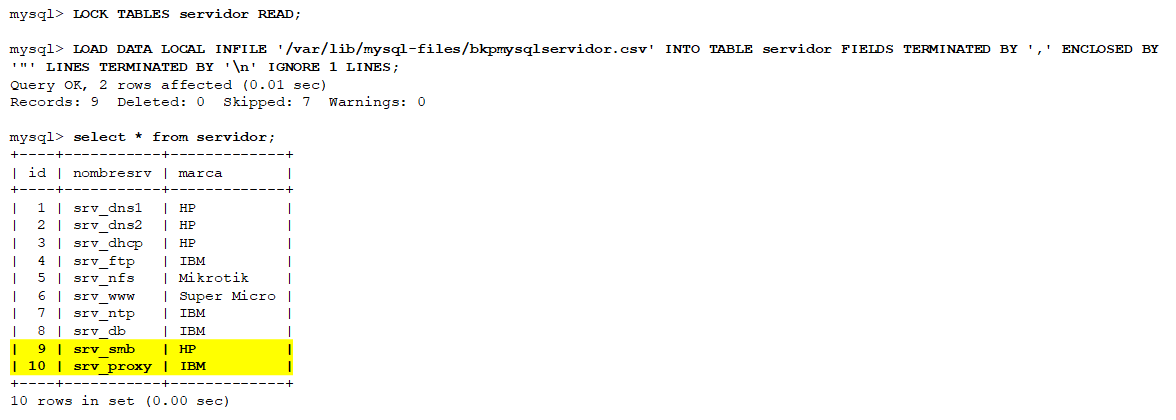 mysql> LOCK TABLES servidor READ;

mysql> LOAD DATA LOCAL INFILE '/var/lib/mysql-files/bkpmysqlservidor.csv' INTO TABLE servidor FIELDS TERMINATED BY ',' ENCLOSED BY
'"' LINES TERMINATED BY '\n' IGNORE 1 LINES;
Query OK, 2 rows affected (0.01 sec)
Records: 9  Deleted: 0  Skipped: 7  Warnings: 0

mysql> select * from servidor;
+----+-----------+-------------+
| id | nombresrv | marca       |
+----+-----------+-------------+
|  1 | srv_dns1  | HP          |
|  2 | srv_dns2  | HP          |
|  3 | srv_dhcp  | HP          |
|  4 | srv_ftp   | IBM         |
|  5 | srv_nfs   | Mikrotik    |
|  6 | srv_www   | Super Micro |
|  7 | srv_ntp   | IBM         |
|  8 | srv_db    | IBM         |
|  9 | srv_smb   | HP          |
| 10 | srv_proxy | IBM         |
+----+-----------+-------------+
10 rows in set (0.00 sec)